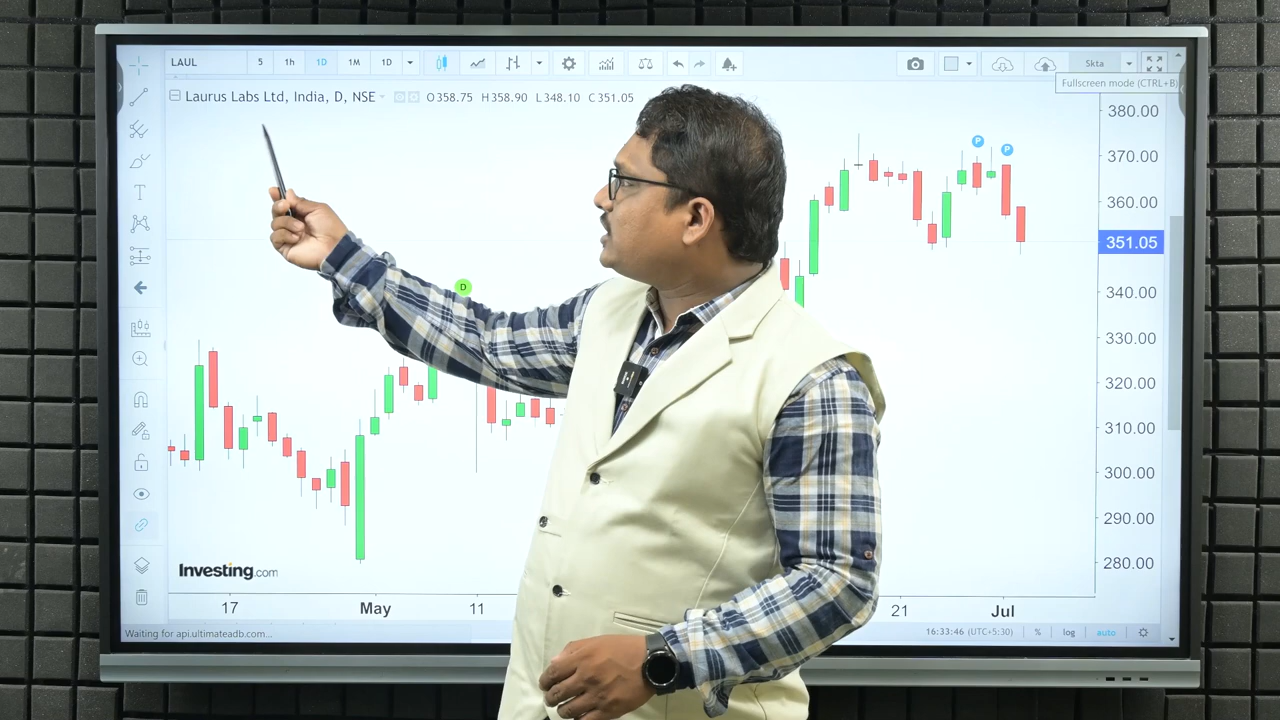 LAUL 5 1h 1D 1M 1D Skta
Fullscreen mode (CTRL+B)
Laurus Labs Ltd, India, D, NSE O358.75 H358.90 L348.10 C351.05
380.00
P P
370.00
360.00
351.05
D
340.00
330.00
320.00
310.00
300.00
290.00
280.00
Investing.com
17 May 11 21 Jul
Waiting for api.ultimateadb.com... 16:33:46 (UTC+5:30) % log auto